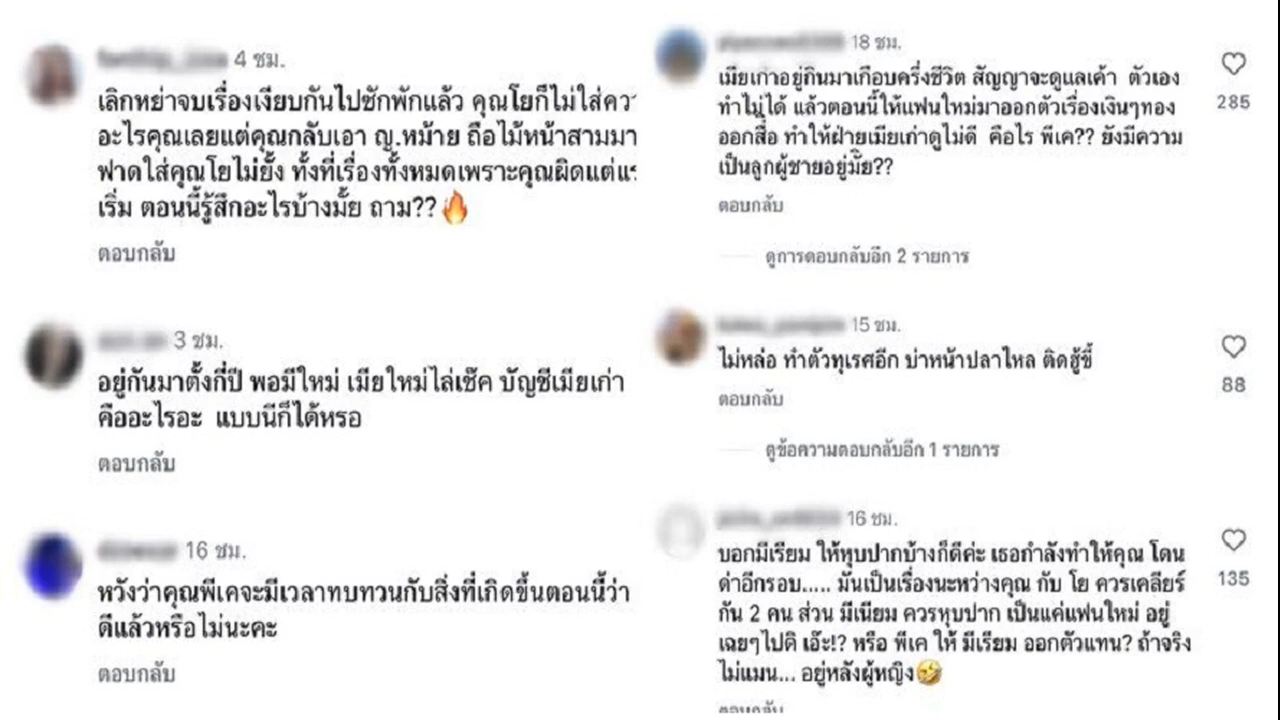 4 ชม.
เลิกหย่าจบเรื่องเงียบกันไปซักพักแล้ว คุณโยก็ไม่ใส่
อะไรคุณเลยแต่คุณกลับเอา ญ.หม้าย ถือไม้หน้าสามมา
ฟาดใส่คุณโยไม่ยั้ง ทั้งที่เรื่องทั้งหมดเพราะคุณผิดแต่
เริ่ม ตอนนี้รู้สึกอะไรบ้างมั้ย ถาม??🔥
ตอบกลับ
3 ชม.
อยู่กันมาตั้งกี่ปี พอมีใหม่ เมียใหม่ไล่เช็ค บัญชีเมียเก่า
คืออะไรอะ แบบนีก็ได้หรอ
ตอบกลับ
16 ชม.
หวังว่าคุณพีเคจะมีเวลาทบทวนกับสิ่งที่เกิดขึ้นตอนนี้ว่า
ดีแล้วหรือไม่นะคะ
ตอบกลับ
18 ชม.
เมียเก่าอยู่กินมาเกือบครึ่งชีวิต สัญญาจะดูแลเค้า ตัวเอง
ทำไม่ได้ แล้วตอนนี้ให้แฟนใหม่มาออกตัวเรื่องเงินๆทอง
ออกสื่อ ทำให้ฝ่ายเมียเก่าดูไม่ดี คือไร พีเค?? ยังมีความ
เป็นลูกผู้ชายอยู่มั๊ย??
285
ตอบกลับ
ดูการตอบกลับอีก 2 รายการ
15 ชม.
ไม่หล่อ ทำตัวทุเรศอีก บ่าหน้าปลาไหล ติดฮู้ขี้
88
ตอบกลับ
ดูข้อความตอบกลับอีก 1 รายการ
16 ชม.
บอกมีเรียม ให้หุบปากบ้างก็ดีค่ะ เธอกำลังทำให้คุณ โดน
ด่าอีกรอบ..... มันเป็นเรื่องนะหว่างคุณ กับ โย ควรเคลียร์
กัน 2 คน ส่วน มีเนียม ควรหุบปาก เป็นแค่แฟนใหม่ อยู่
เฉยๆไปดิ เอ๊ะ!? หรือ พีเค ให้ มีเรียม ออกตัวแทน? ถ้าจริง
ไม่แมน... อยู่หลังผู้หญิง🤣
135
ตอบกลับ